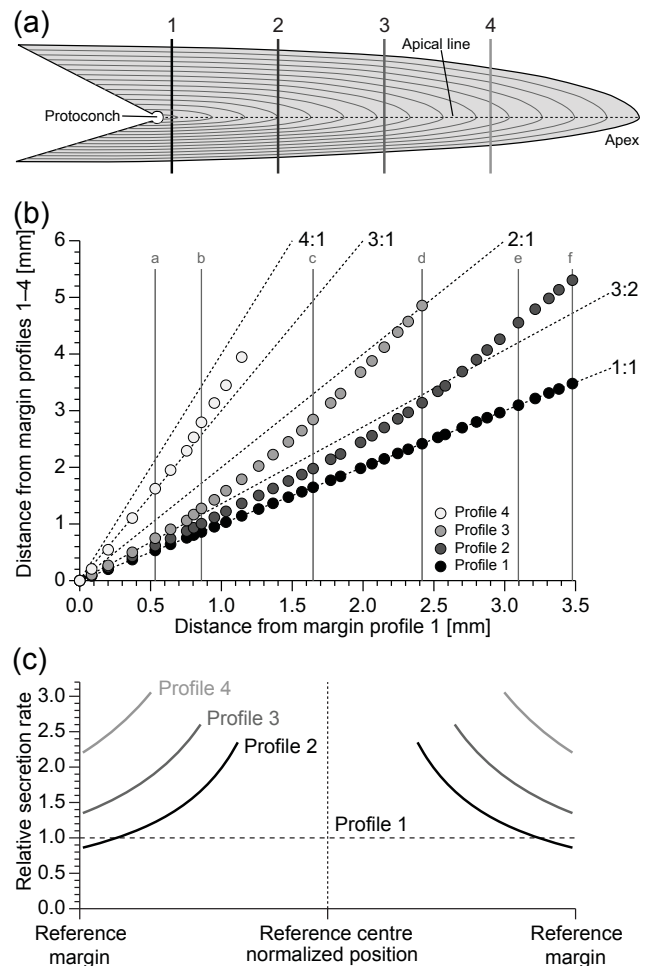 (a)
1 2 3 4
Apical line
Protoconch
Apex
(b)
Distance from margin profiles 1–4 [mm]
6
5
4
3
2
1
0
4:1
3:1
2:1
3:2
1:1
a b c d e f
Profile 4
Profile 3
Profile 2
Profile 1
0.0 0.5 1.0 1.5 2.0 2.5 3.0 3.5
Distance from margin profile 1 [mm]
(c)
Relative secretion rate
3.0
2.5
2.0
1.5
1.0
0.5
0.0
Profile 4
Profile 3
Profile 2
Profile 1
Reference margin
Reference centre normalized position
Reference margin